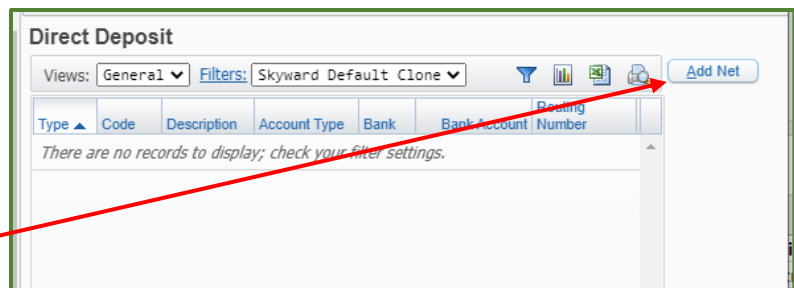 Direct Deposit
Views: General Filters: Skyward Default Clone Add Net
Type Code Description Account Type Bank Bank Account Routing Number
There are no records to display; check your filter settings.